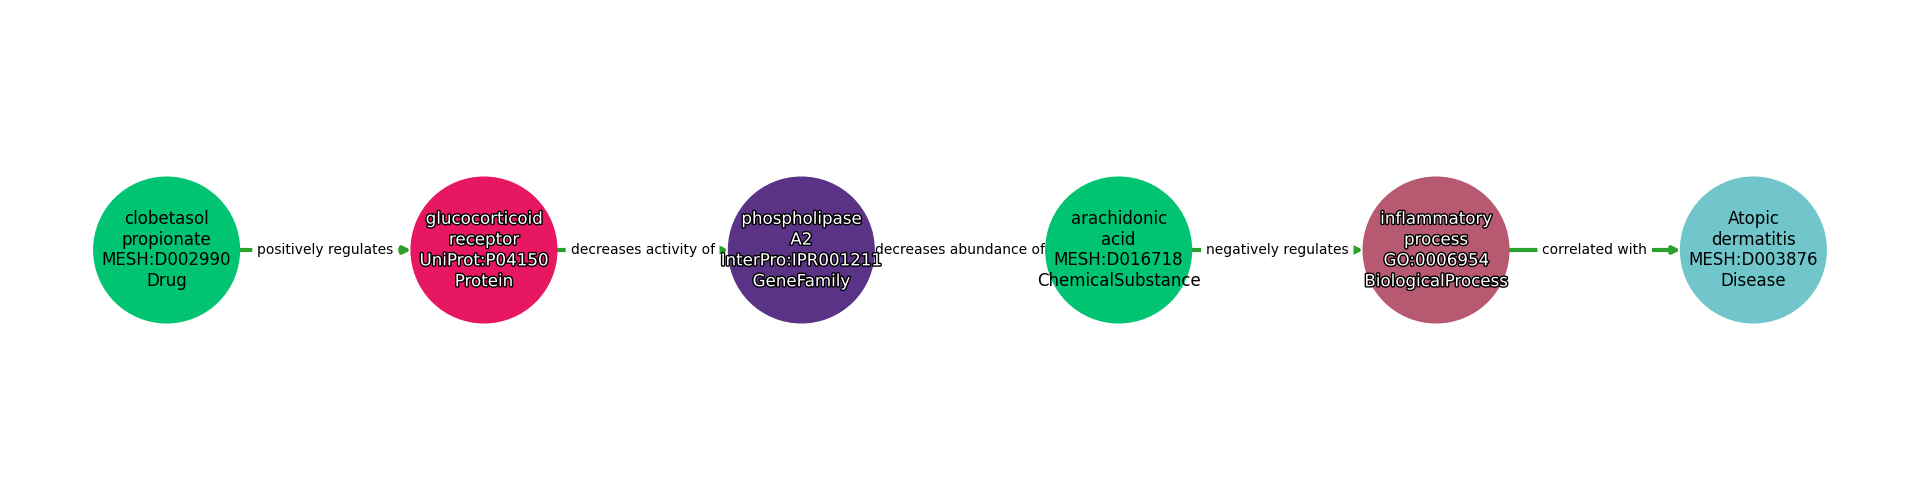 clobetasol
propionate
MESH:D002990
Drug
positively regulates
glucocorticoid
receptor
UniProt:P04150
Protein
decreases activity of
phospholipase
A2
InterPro:IPR001211
GeneFamily
decreases abundance of
arachidonic
acid
MESH:D016718
ChemicalSubstance
negatively regulates
inflammatory
process
GO:0006954
BiologicalProcess
correlated with
Atopic
dermatitis
MESH:D003876
Disease